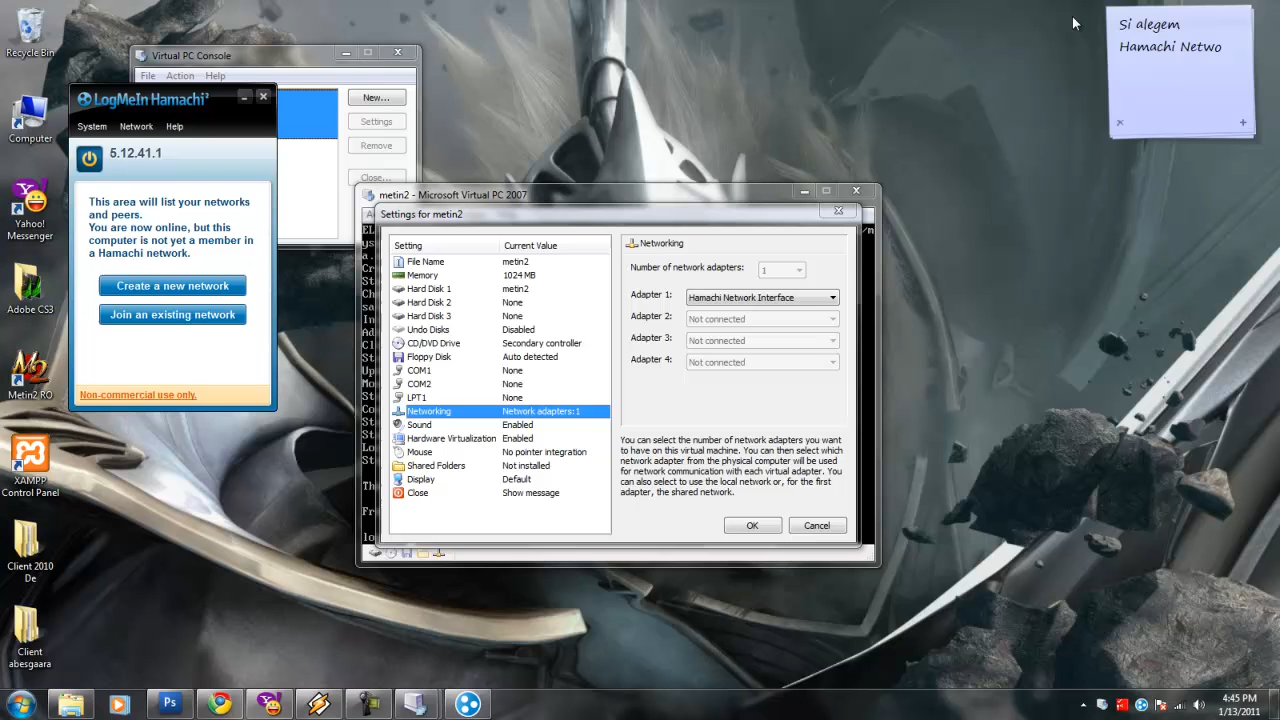 Recycle Bin
Computer
Yahoo!
Messenger
Adobe CS3
Metin2 RO
XAMPP
Control Panel
Client 2010
De
Client
abesgaara
Virtual PC Console
File Action Help
New...
Settings
Remove
Close...
LogMeIn Hamachi²
System Network Help
5.12.41.1
This area will list your networks
and peers.
You are now online, but this
computer is not yet a member in
a Hamachi network.
Create a new network
Join an existing network
Non-commercial use only.
metin2 - Microsoft Virtual PC 2007
Settings for metin2
Setting Current Value
File Name metin2
Memory 1024 MB
Hard Disk 1 metin2
Hard Disk 2 None
Hard Disk 3 None
Undo Disks Disabled
CD/DVD Drive Secondary controller
Floppy Disk Auto detected
COM1 None
COM2 None
LPT1 None
Networking Network adapters:1
Sound Enabled
Hardware Virtualization Enabled
Mouse No pointer integration
Shared Folders Not installed
Display Default
Close Show message
Networking
Number of network adapters: 1
Adapter 1: Hamachi Network Interface
Adapter 2: Not connected
Adapter 3: Not connected
Adapter 4: Not connected
You can select the number of network adapters you want
to have on this virtual machine. You can then select which
network adapter from the physical computer will be used
for network communication with each virtual adapter. You
can also select to use the local network or, for the first
adapter, the shared network.
OK Cancel
Si alegem
Hamachi Netwo
Ps
4:45 PM
1/13/2011